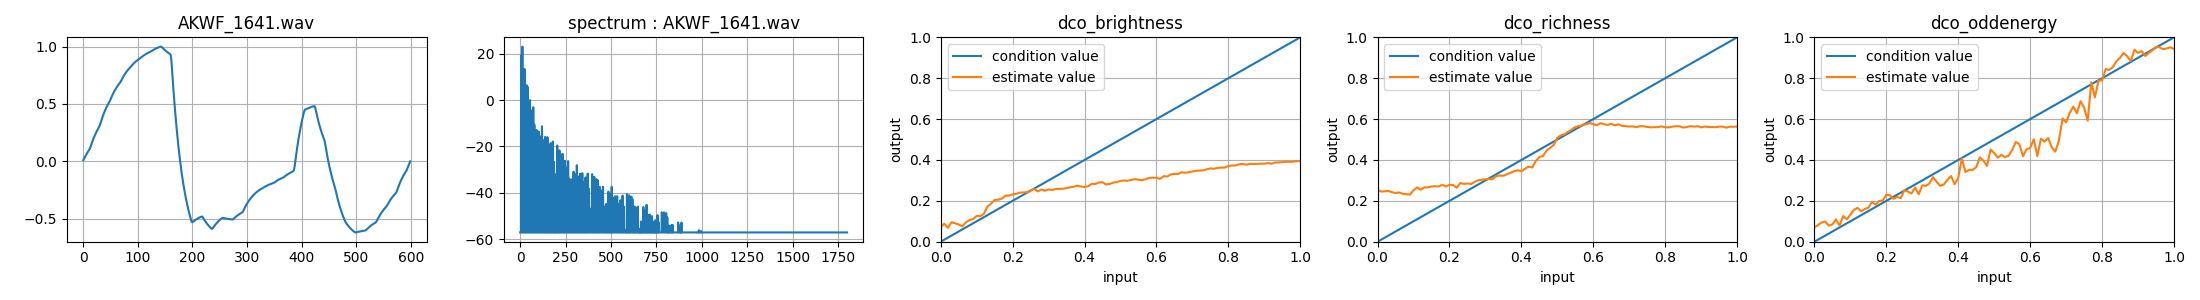 AKWF_1641.wav
1.0
0.5
0.0
−0.5
0 100 200 300 400 500 600
spectrum : AKWF_1641.wav
20
0
−20
−40
−60
0 250 500 750 1000 1250 1500 1750
dco_brightness
condition value
estimate value
output
1.0
0.8
0.6
0.4
0.2
0.0
0.0 0.2 0.4 0.6 0.8 1.0
input
dco_richness
condition value
estimate value
output
1.0
0.8
0.6
0.4
0.2
0.0
0.0 0.2 0.4 0.6 0.8 1.0
input
dco_oddenergy
condition value
estimate value
output
1.0
0.8
0.6
0.4
0.2
0.0
0.0 0.2 0.4 0.6 0.8 1.0
input